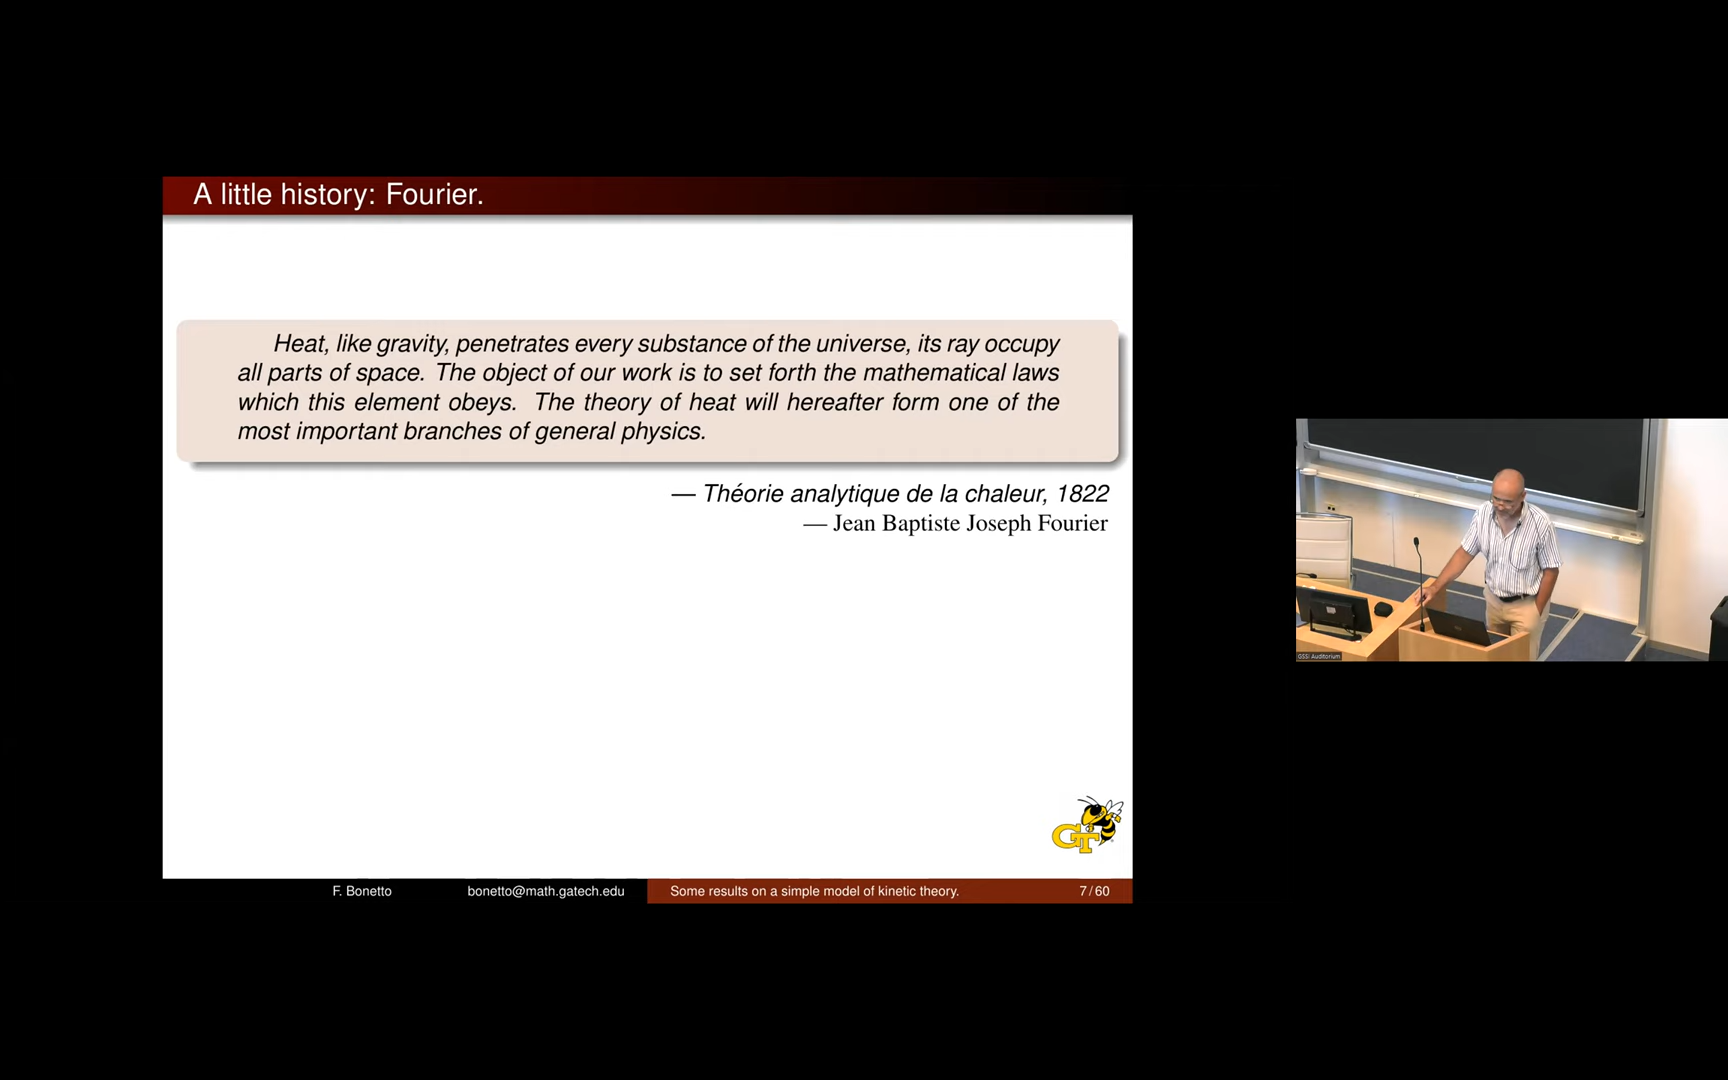 A little history: Fourier.
Heat, like gravity, penetrates every substance of the universe, its ray occupy
all parts of space. The object of our work is to set forth the mathematical laws
which this element obeys. The theory of heat will hereafter form one of the
most important branches of general physics.
— Théorie analytique de la chaleur, 1822
— Jean Baptiste Joseph Fourier
GT
F. Bonetto bonetto@math.gatech.edu Some results on a simple model of kinetic theory. 7 / 60
GSSI Auditorium